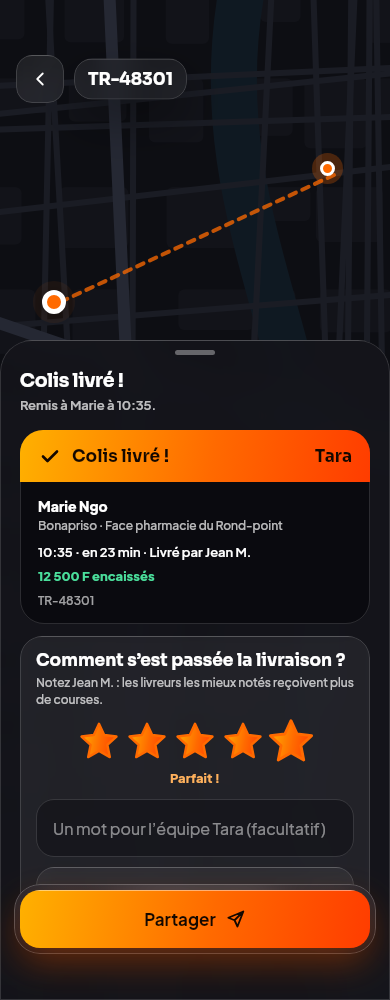 TR-48301
Colis livré !
Remis à Marie à 10:35.
Colis livré ! Tara
Marie Ngo
Bonapriso · Face pharmacie du Rond-point
10:35 · en 23 min · Livré par Jean M.
12 500 F encaissés
TR-48301
Comment s’est passée la livraison ?
Notez Jean M. : les livreurs les mieux notés reçoivent plus
de courses.
Parfait !
Un mot pour l’équipe Tara (facultatif)
Partager